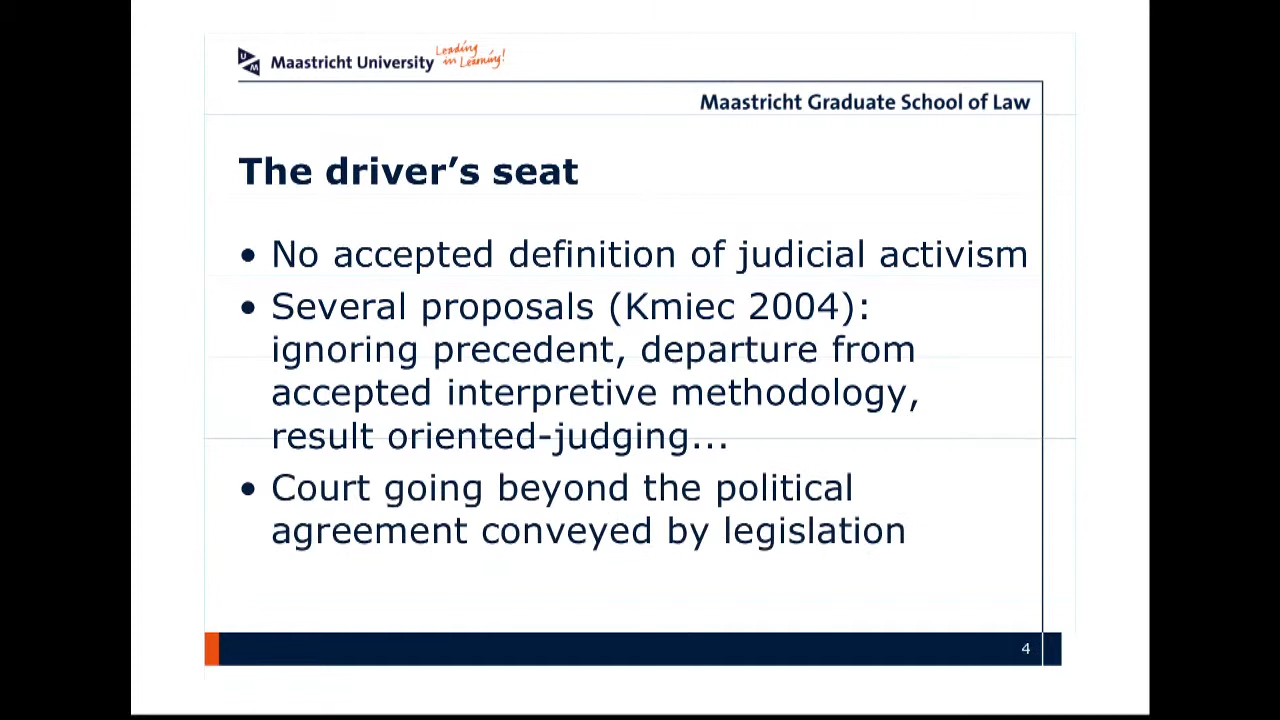 Maastricht University
Leading
in Learning!
Maastricht Graduate School of Law
The driver’s seat
• No accepted definition of judicial activism
• Several proposals (Kmiec 2004):
ignoring precedent, departure from
accepted interpretive methodology,
result oriented-judging...
• Court going beyond the political
agreement conveyed by legislation
4